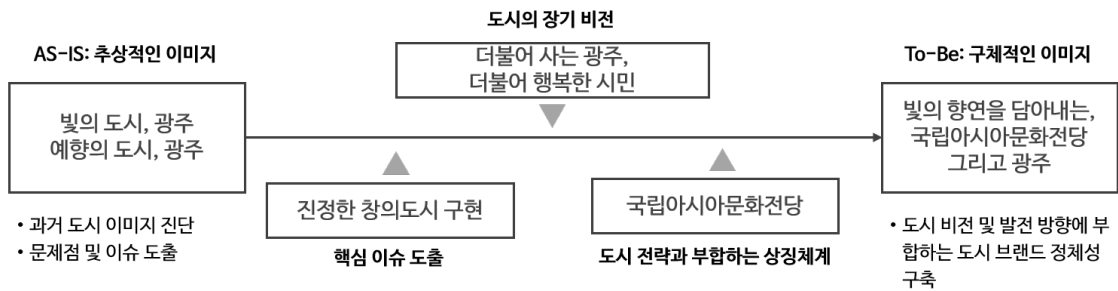 도시의 장기 비전
AS-IS: 추상적인 이미지
더불어 사는 광주,
더불어 행복한 시민
To-Be: 구체적인 이미지
빛의 도시, 광주
예향의 도시, 광주
빛의 향연을 담아내는,
국립아시아문화전당
그리고 광주
진정한 창의도시 구현
국립아시아문화전당
• 과거 도시 이미지 진단
• 문제점 및 이슈 도출
핵심 이슈 도출
도시 전략과 부합하는 상징체계
• 도시 비전 및 발전 방향에 부
합하는 도시 브랜드 정체성
구축